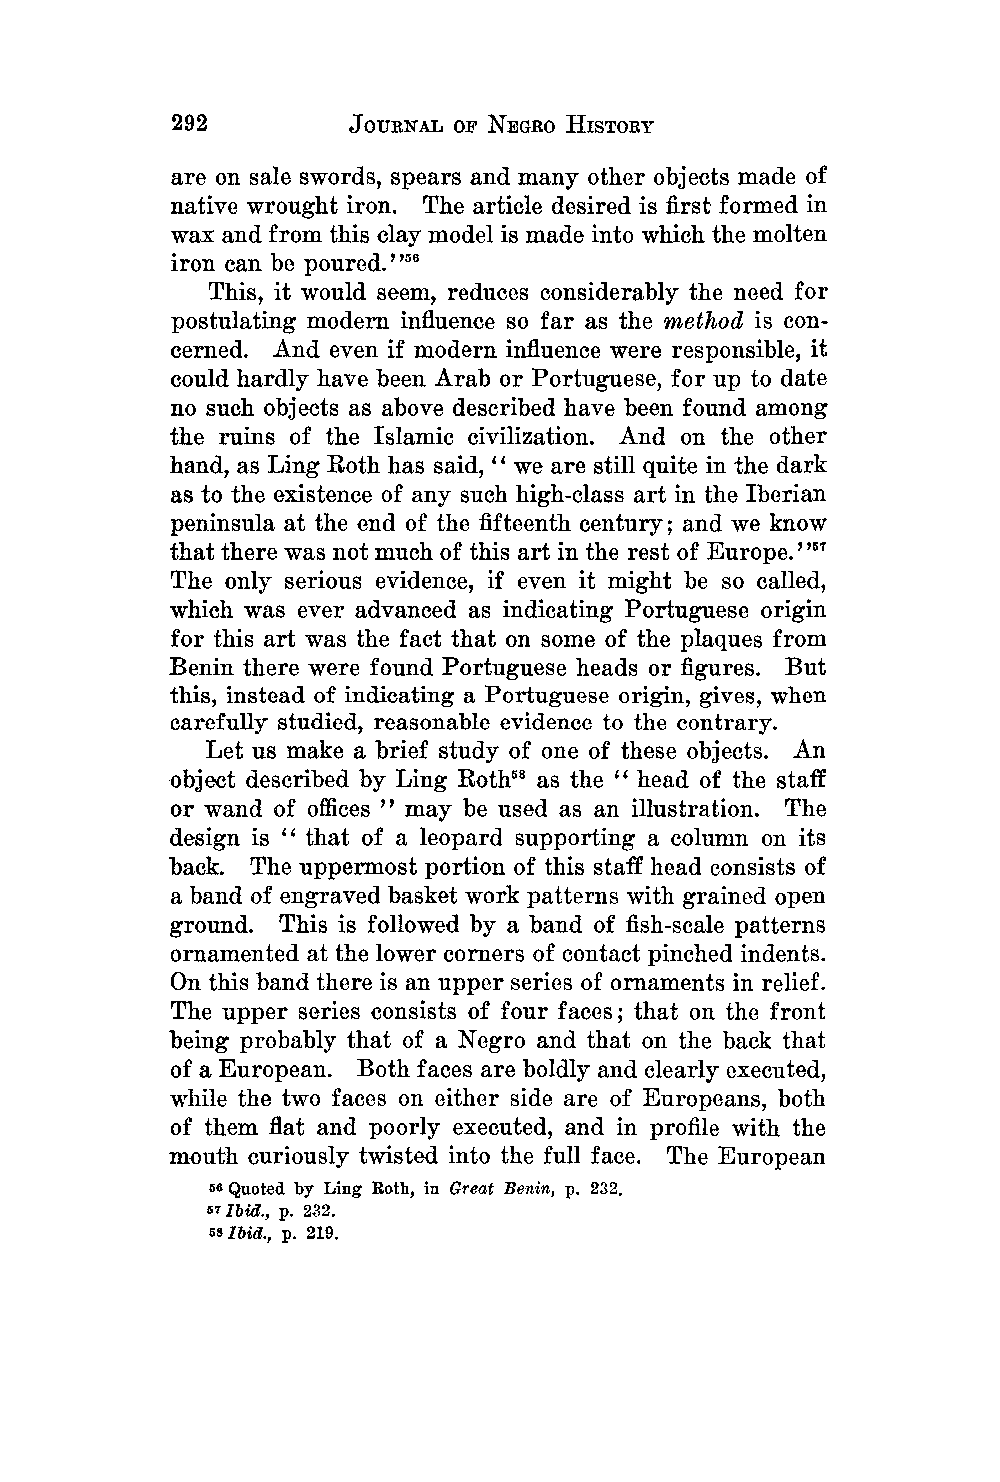 292 JOURNAL OF NEGRO HISTORY
are on sale swords, spears and many other objects made of
native wrought iron. The article desired is first formed in
wax and from this clay model is made into which the molten
iron can be poured.’’56
This, it would seem, reduces considerably the need for
postulating modern influence so far as the method is con-
cerned. And even if modern influence were responsible, it
could hardly have been Arab or Portuguese, for up to date
no such objects as above described have been found among
the ruins of the Islamic civilization. And on the other
hand, as Ling Roth has said, ‘‘ we are still quite in the dark
as to the existence of any such high-class art in the Iberian
peninsula at the end of the fifteenth century; and we know
that there was not much of this art in the rest of Europe.’’57
The only serious evidence, if even it might be so called,
which was ever advanced as indicating Portuguese origin
for this art was the fact that on some of the plaques from
Benin there were found Portuguese heads or figures. But
this, instead of indicating a Portuguese origin, gives, when
carefully studied, reasonable evidence to the contrary.
Let us make a brief study of one of these objects. An
object described by Ling Roth58 as the ‘‘ head of the staff
or wand of offices ’’ may be used as an illustration. The
design is ‘‘ that of a leopard supporting a column on its
back. The uppermost portion of this staff head consists of
a band of engraved basket work patterns with grained open
ground. This is followed by a band of fish-scale patterns
ornamented at the lower corners of contact pinched indents.
On this band there is an upper series of ornaments in relief.
The upper series consists of four faces; that on the front
being probably that of a Negro and that on the back that
of a European. Both faces are boldly and clearly executed,
while the two faces on either side are of Europeans, both
of them flat and poorly executed, and in profile with the
mouth curiously twisted into the full face. The European
56 Quoted by Ling Roth, in Great Benin, p. 232.
57 Ibid., p. 232.
58 Ibid., p. 219.